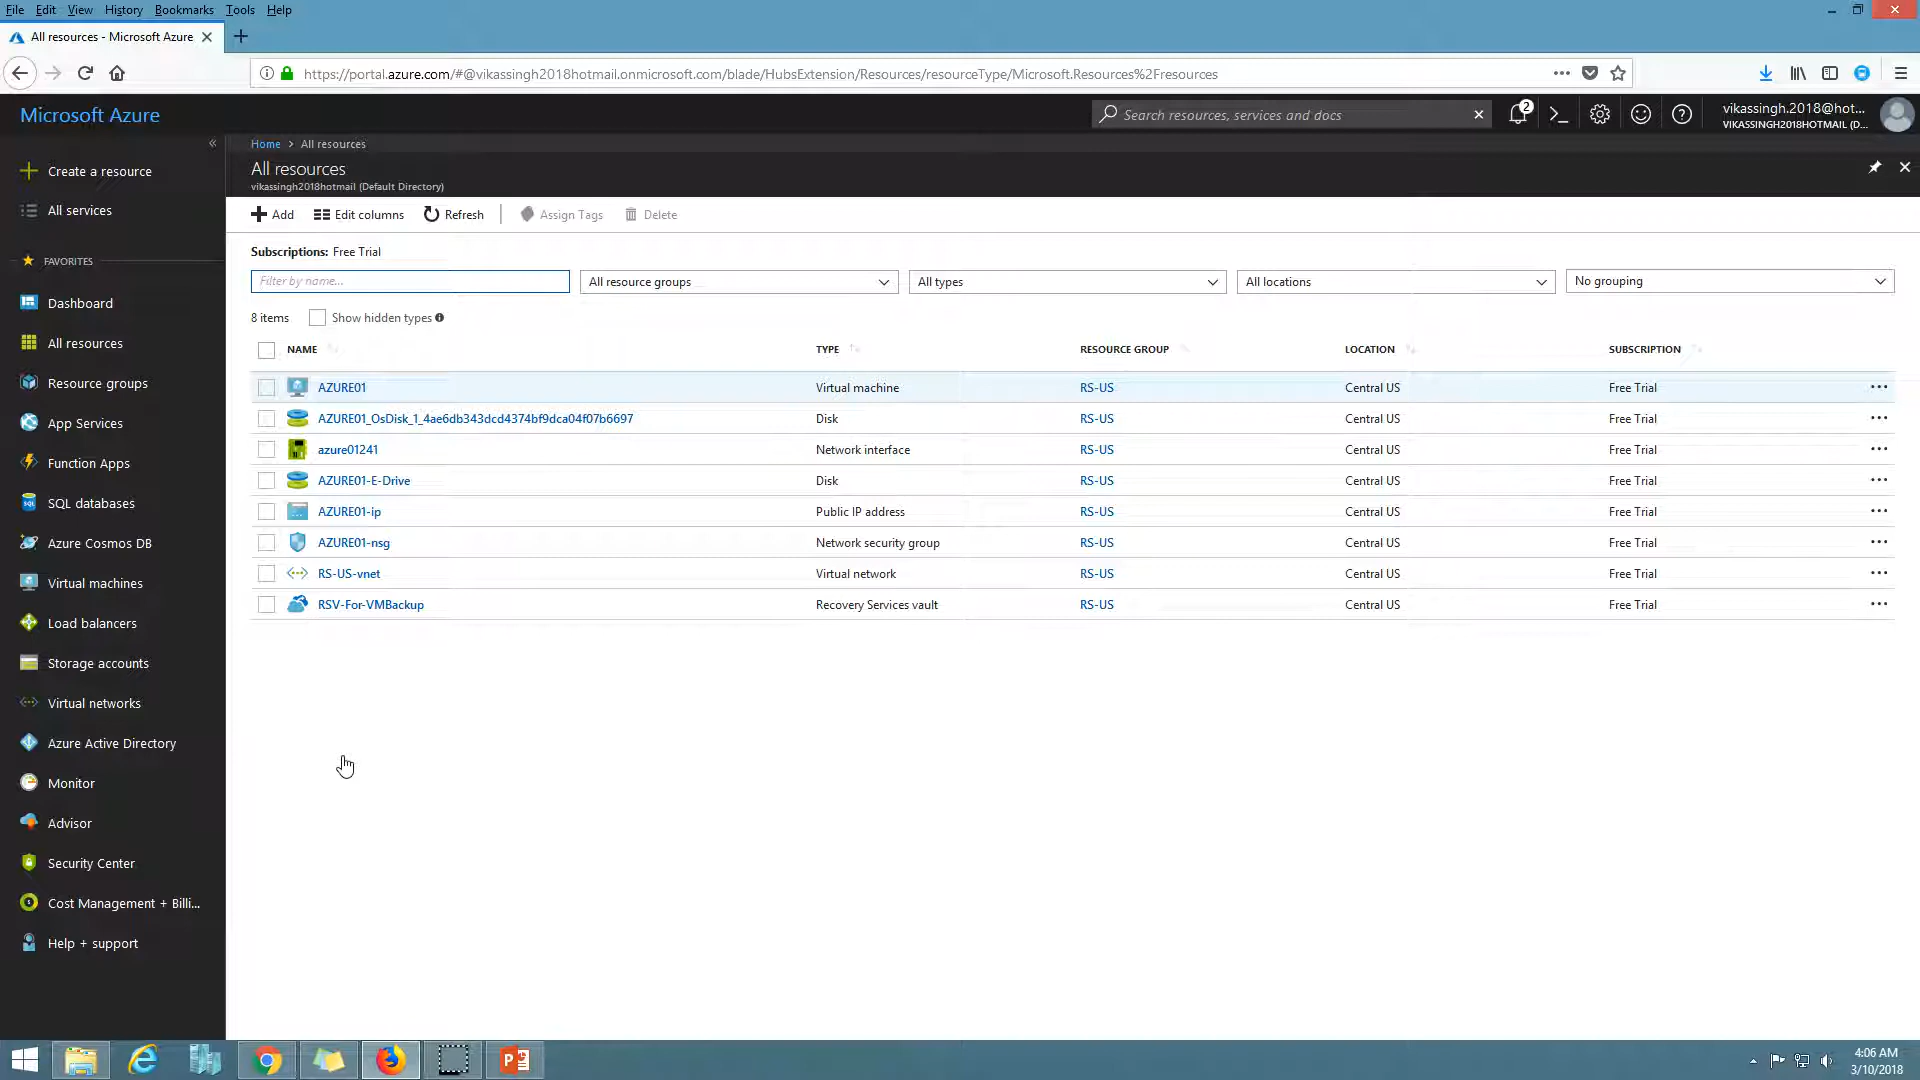 File Edit View History Bookmarks Tools Help
All resources - Microsoft Azure
https://portal.azure.com/#@vikassingh2018hotmail.onmicrosoft.com/blade/HubsExtension/Resources/resourceType/Microsoft.Resources%2Fresources
Microsoft Azure
Search resources, services and docs
2
vikassingh.2018@hot...
VIKASSINGH2018HOTMAIL (D...
Home > All resources
All resources
vikassingh2018hotmail (Default Directory)
Create a resource
All services
FAVORITES
Dashboard
All resources
Resource groups
App Services
Function Apps
SQL databases
Azure Cosmos DB
Virtual machines
Load balancers
Storage accounts
Virtual networks
Azure Active Directory
Monitor
Advisor
Security Center
Cost Management + Billi...
Help + support
Add Edit columns Refresh Assign Tags Delete
Subscriptions: Free Trial
Filter by name... All resource groups All types All locations No grouping
8 items Show hidden types
NAME TYPE RESOURCE GROUP LOCATION SUBSCRIPTION
AZURE01 Virtual machine RS-US Central US Free Trial
AZURE01_OsDisk_1_4ae6db343dcd4374bf9dca04f07b6697 Disk RS-US Central US Free Trial
azure01241 Network interface RS-US Central US Free Trial
AZURE01-E-Drive Disk RS-US Central US Free Trial
AZURE01-ip Public IP address RS-US Central US Free Trial
AZURE01-nsg Network security group RS-US Central US Free Trial
RS-US-vnet Virtual network RS-US Central US Free Trial
RSV-For-VMBackup Recovery Services vault RS-US Central US Free Trial
4:06 AM
3/10/2018